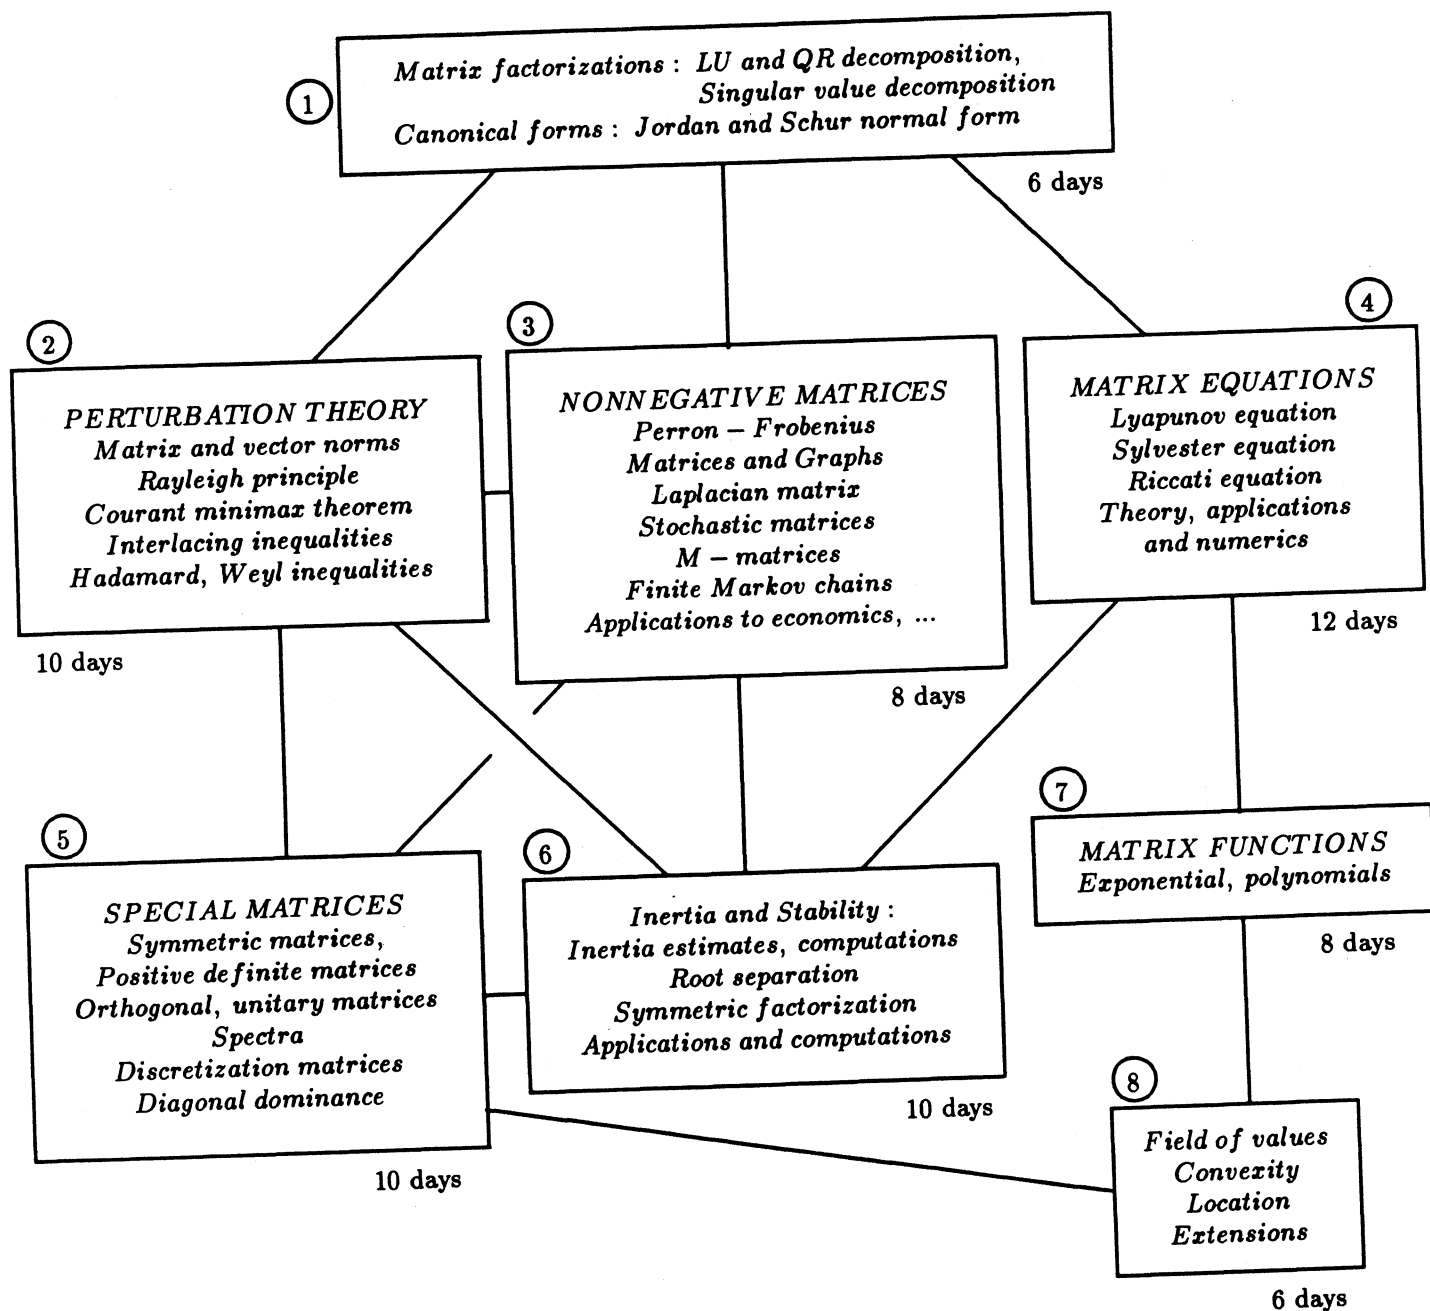 1
Matrix factorizations : LU and QR decomposition,
Singular value decomposition
Canonical forms : Jordan and Schur normal form
6 days
2
PERTURBATION THEORY
Matrix and vector norms
Rayleigh principle
Courant minimax theorem
Interlacing inequalities
Hadamard, Weyl inequalities
10 days
3
NONNEGATIVE MATRICES
Perron – Frobenius
Matrices and Graphs
Laplacian matrix
Stochastic matrices
M – matrices
Finite Markov chains
Applications to economics, ...
8 days
4
MATRIX EQUATIONS
Lyapunov equation
Sylvester equation
Riccati equation
Theory, applications
and numerics
12 days
5
SPECIAL MATRICES
Symmetric matrices,
Positive definite matrices
Orthogonal, unitary matrices
Spectra
Discretization matrices
Diagonal dominance
10 days
6
Inertia and Stability :
Inertia estimates, computations
Root separation
Symmetric factorization
Applications and computations
10 days
7
MATRIX FUNCTIONS
Exponential, polynomials
8 days
8
Field of values
Convexity
Location
Extensions
6 days